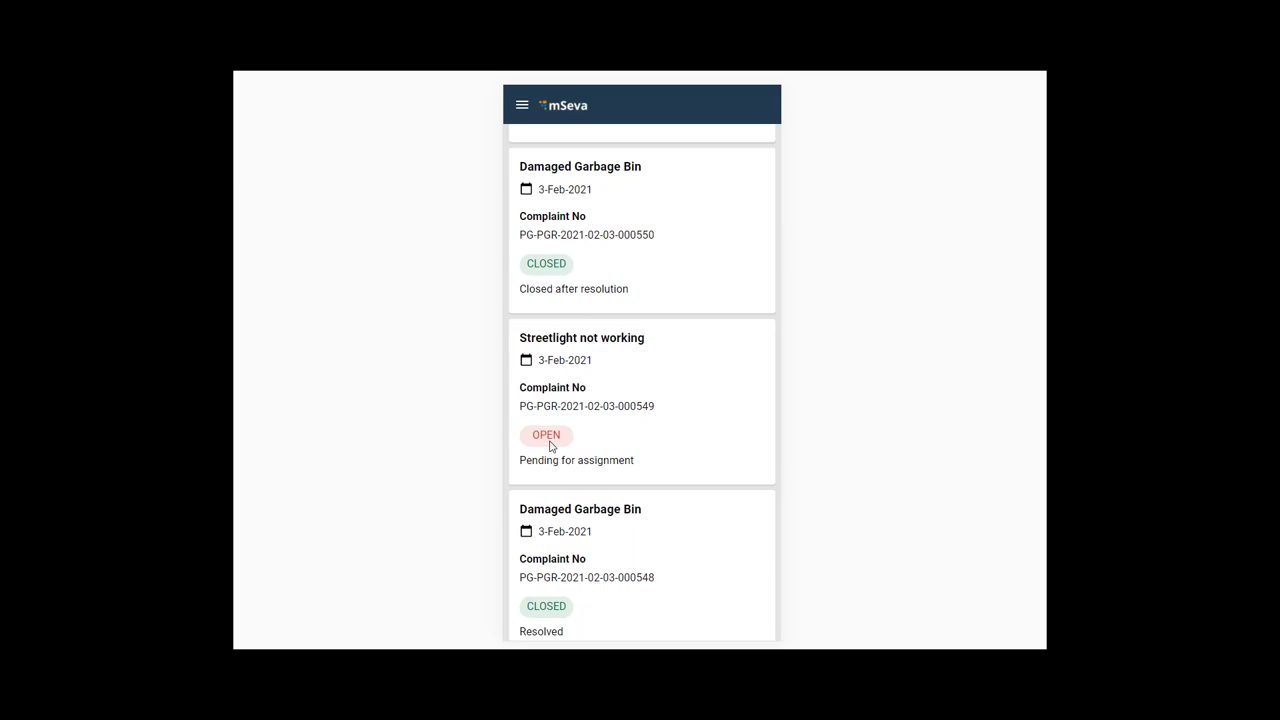 mSeva
Damaged Garbage Bin
3-Feb-2021
Complaint No
PG-PGR-2021-02-03-000550
CLOSED
Closed after resolution
Streetlight not working
3-Feb-2021
Complaint No
PG-PGR-2021-02-03-000549
OPEN
Pending for assignment
Damaged Garbage Bin
3-Feb-2021
Complaint No
PG-PGR-2021-02-03-000548
CLOSED
Resolved